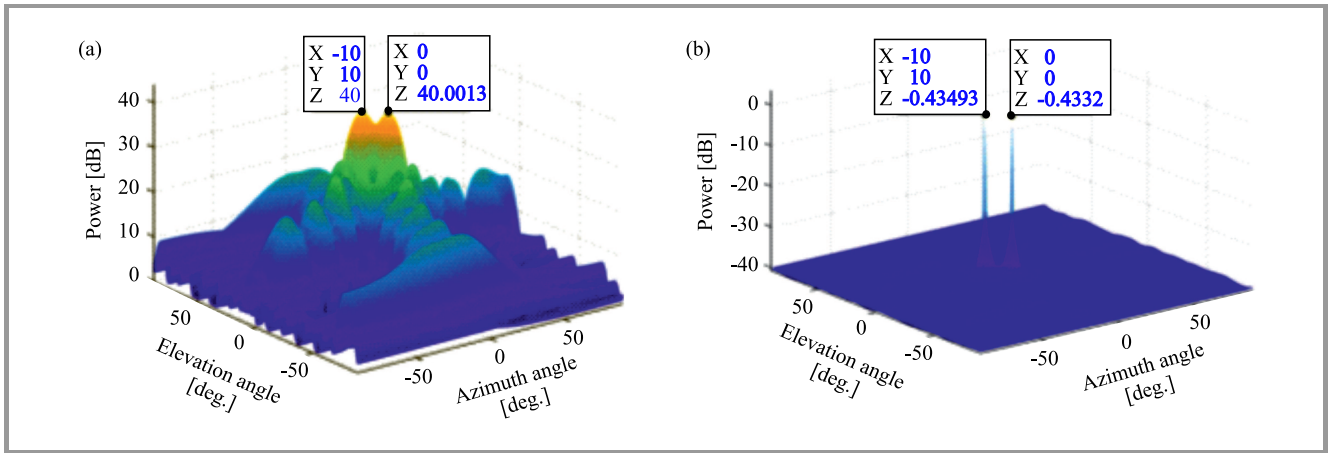 (a)
X -10
Y 10
Z 40
X 0
Y 0
Z 40.0013
40
30
20
10
0
Power [dB]
50
0
-50
Elevation angle
[deg.]
-50
0
50
Azimuth angle
[deg.]
(b)
X -10
Y 10
Z -0.43493
X 0
Y 0
Z -0.4332
0
-10
-20
-30
-40
Power [dB]
50
0
-50
Elevation angle
[deg.]
-50
0
50
Azimuth angle
[deg.]